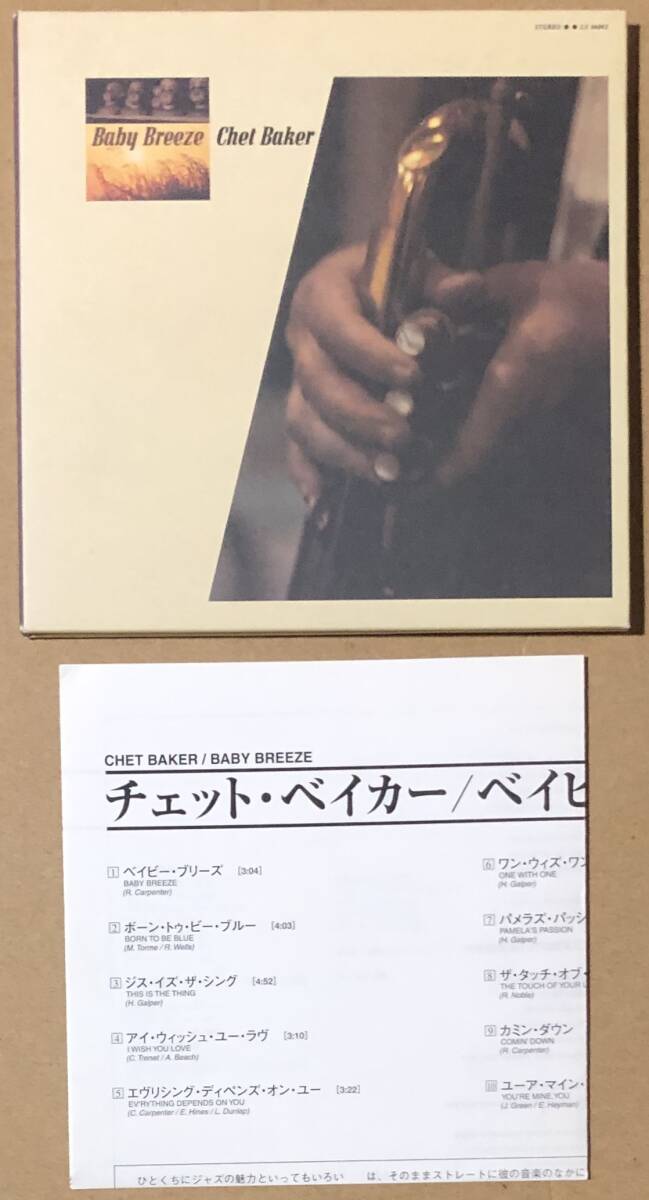 STEREO ●● LS 86003
Baby Breeze Chet Baker
CHET BAKER / BABY BREEZE
チェット・ベイカー/ベイビ
1 ベイビー・ブリーズ [3:04]
BABY BREEZE
(R. Carpenter)
2 ボーン・トゥ・ビー・ブルー [4:03]
BORN TO BE BLUE
(M. Torme / R. Wells)
3 ジス・イズ・ザ・シング [4:52]
THIS IS THE THING
(H. Galper)
4 アイ・ウィッシュ・ユー・ラヴ [3:10]
I WISH YOU LOVE
(C. Trenet / A. Beach)
5 エヴリシング・ディペンズ・オン・ユー [3:22]
EV'RYTHING DEPENDS ON YOU
(C. Carpenter / E. Hines / L. Dunlap)
6 ワン・ウィズ・ワン
ONE WITH ONE
(H. Galper)
7 パメラズ・パッシ
PAMELA'S PASSION
(H. Galper)
8 ザ・タッチ・オブ・
THE TOUCH OF YOUR L
(R. Noble)
9 カミン・ダウン
COMIN' DOWN
(R. Carpenter)
10 ユーア・マイン・
YOU'RE MINE, YOU
(J. Green / E. Heyman)
ひとくちにジャズの魅力といってもいろい
は、そのままストレートに彼の音楽のなかに